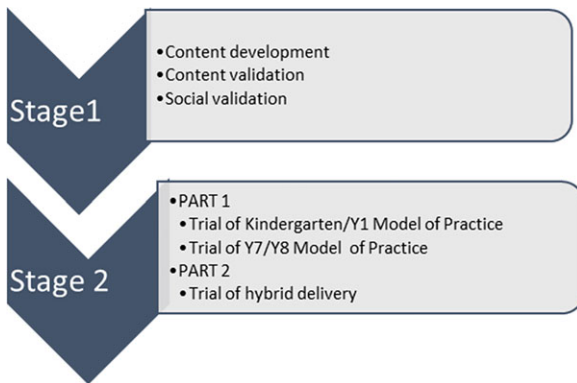 Stage1
•Content development
•Content validation
•Social validation
Stage 2
•PART 1
•Trial of Kindergarten/Y1 Model of Practice
•Trial of Y7/Y8 Model of Practice
•PART 2
•Trial of hybrid delivery